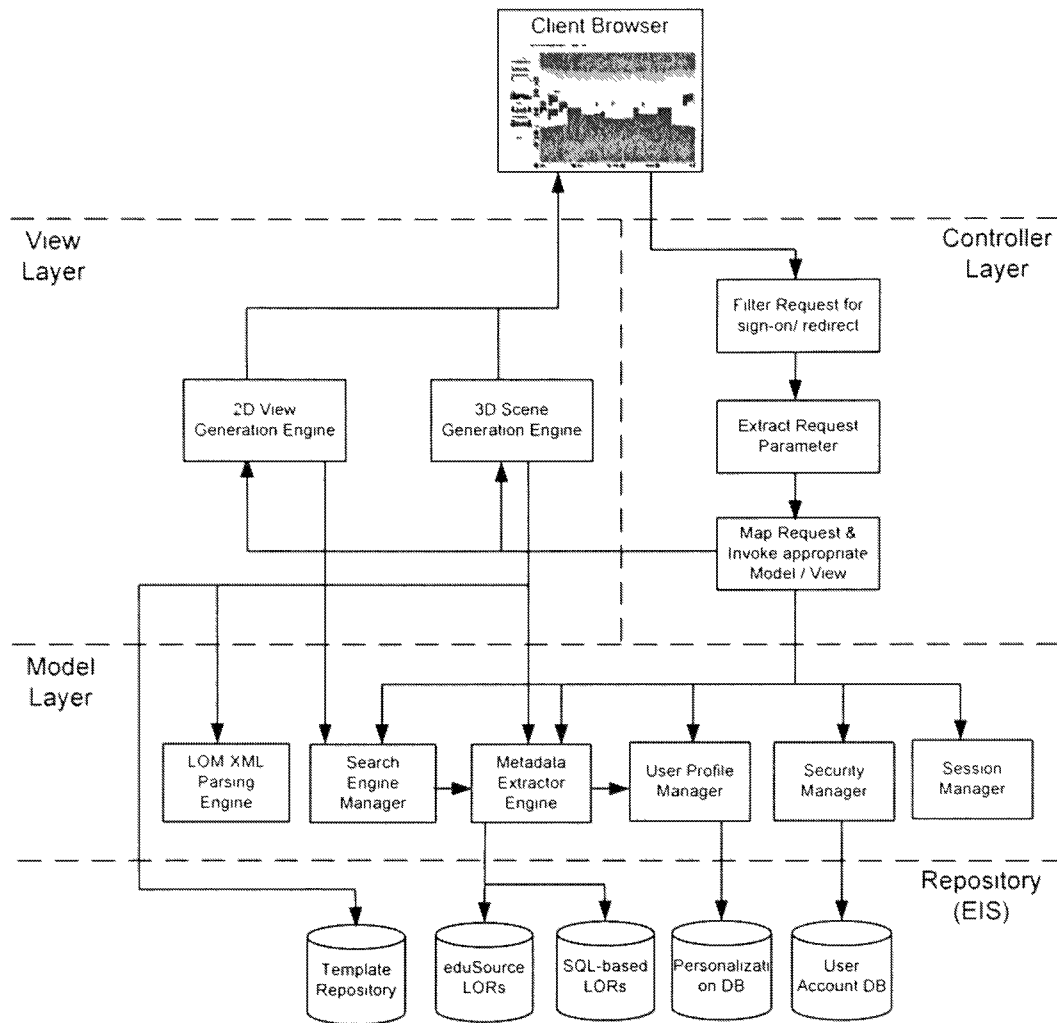 Client Browser
View
Layer
Controller
Layer
Filter Request for
sign-on/ redirect
2D View
Generation Engine
3D Scene
Generation Engine
Extract Request
Parameter
Map Request &
Invoke appropriate
Model / View
Model
Layer
LOM XML
Parsing
Engine
Search
Engine
Manager
Metadata
Extractor
Engine
User Profile
Manager
Security
Manager
Session
Manager
Repository
(EIS)
Template
Repository
eduSource
LORs
SQL-based
LORs
Personalizati
on DB
User
Account DB